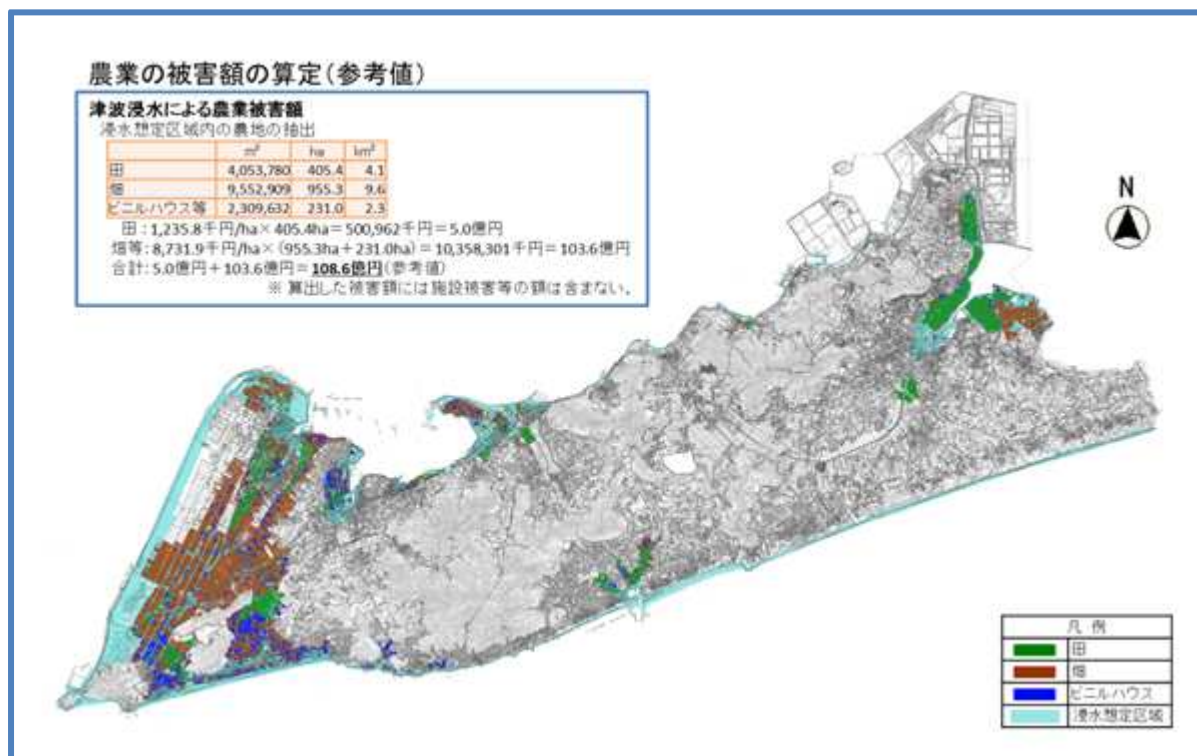 農業の被害額の算定(参考値)
津波浸水による農業被害額
浸水想定区域内の農地の抽出
m² ha km²
田 4,053,780 405.4 4.1
畑 9,552,909 955.3 9.6
ビニルハウス等 2,309,632 231.0 2.3
田:1,235.8千円/ha×405.4ha=500,962千円=5.0億円
畑等:8,731.9千円/ha×(955.3ha+231.0ha)=10,358,301千円=103.6億円
合計:5.0億円+103.6億円=108.6億円(参考値)
※ 算出した被害額には施設被害等の額は含まない。
N
凡 例
田
畑
ビニルハウス
浸水想定区域